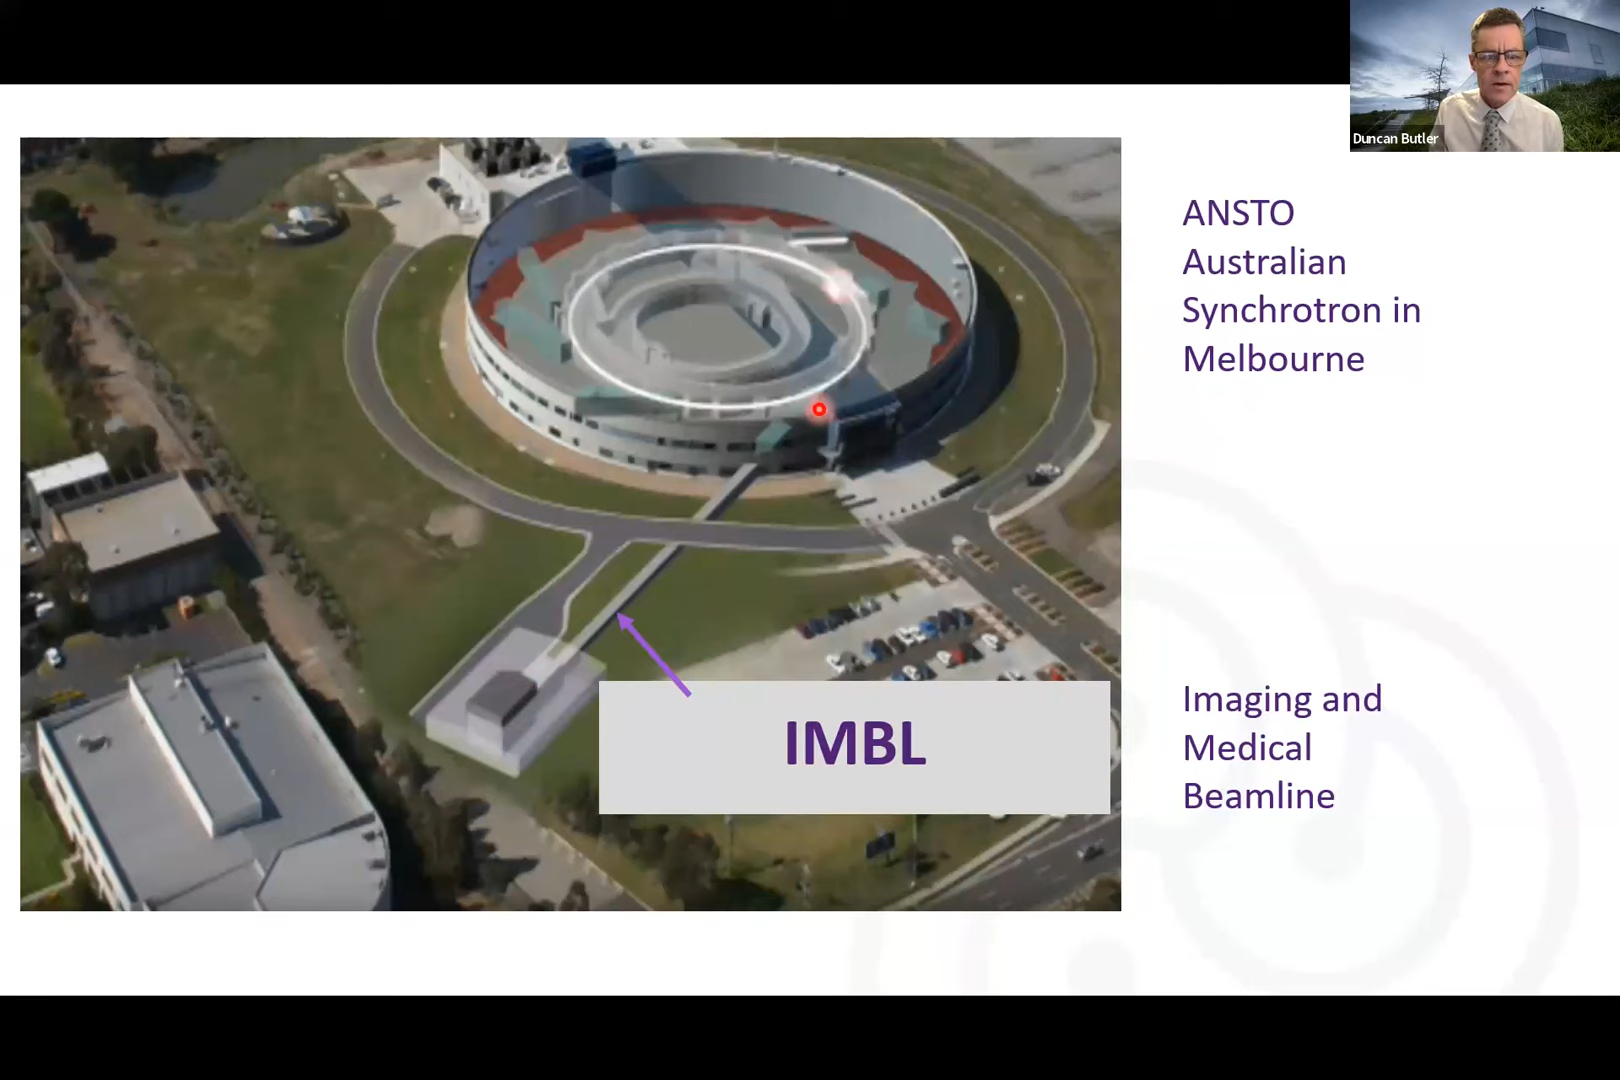 Duncan Butler
ANSTO
Australian
Synchrotron in
Melbourne
IMBL
Imaging and
Medical
Beamline